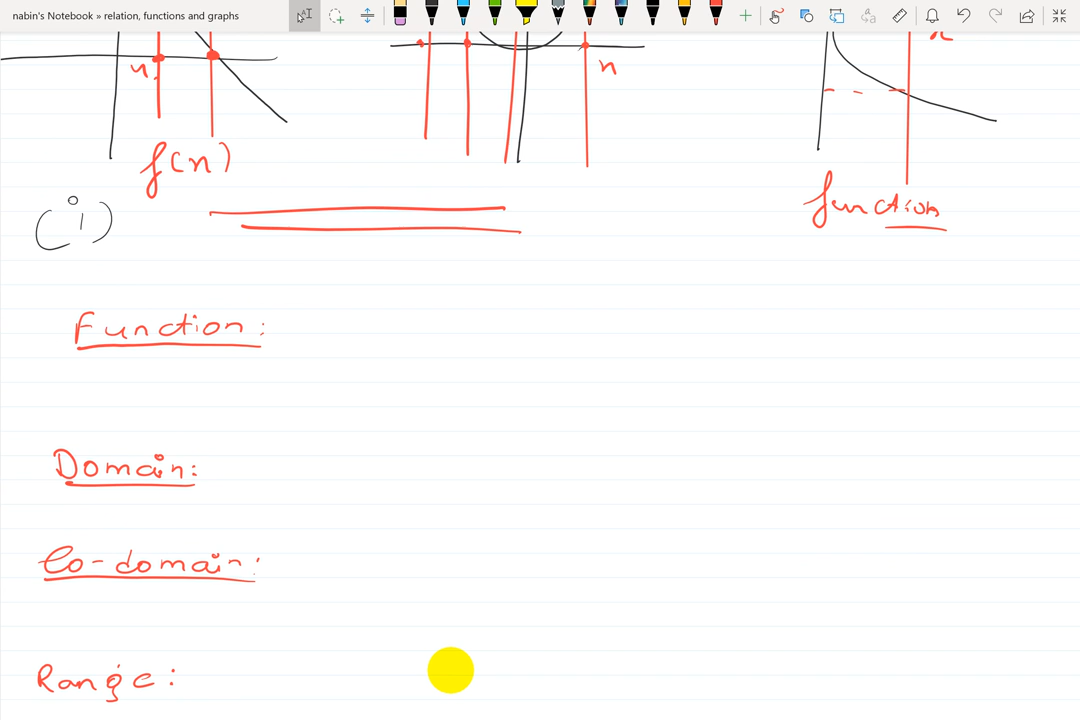 nabin's Notebook » relation, functions and graphs
x
n
n
f(n)
function
(i)
Function:
Domain:
Co-domain:
Range: